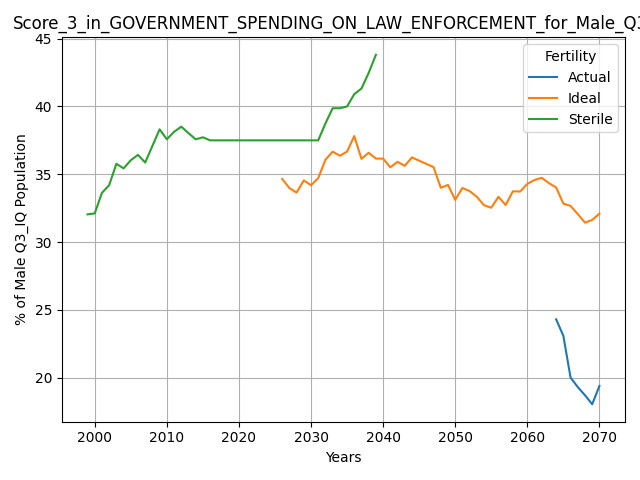 Score_3_in_GOVERNMENT_SPENDING_ON_LAW_ENFORCEMENT_for_Male_Q3
Fertility
Actual
Ideal
Sterile
% of Male Q3_IQ Population
45
40
35
30
25
20
2000 2010 2020 2030 2040 2050 2060 2070
Years